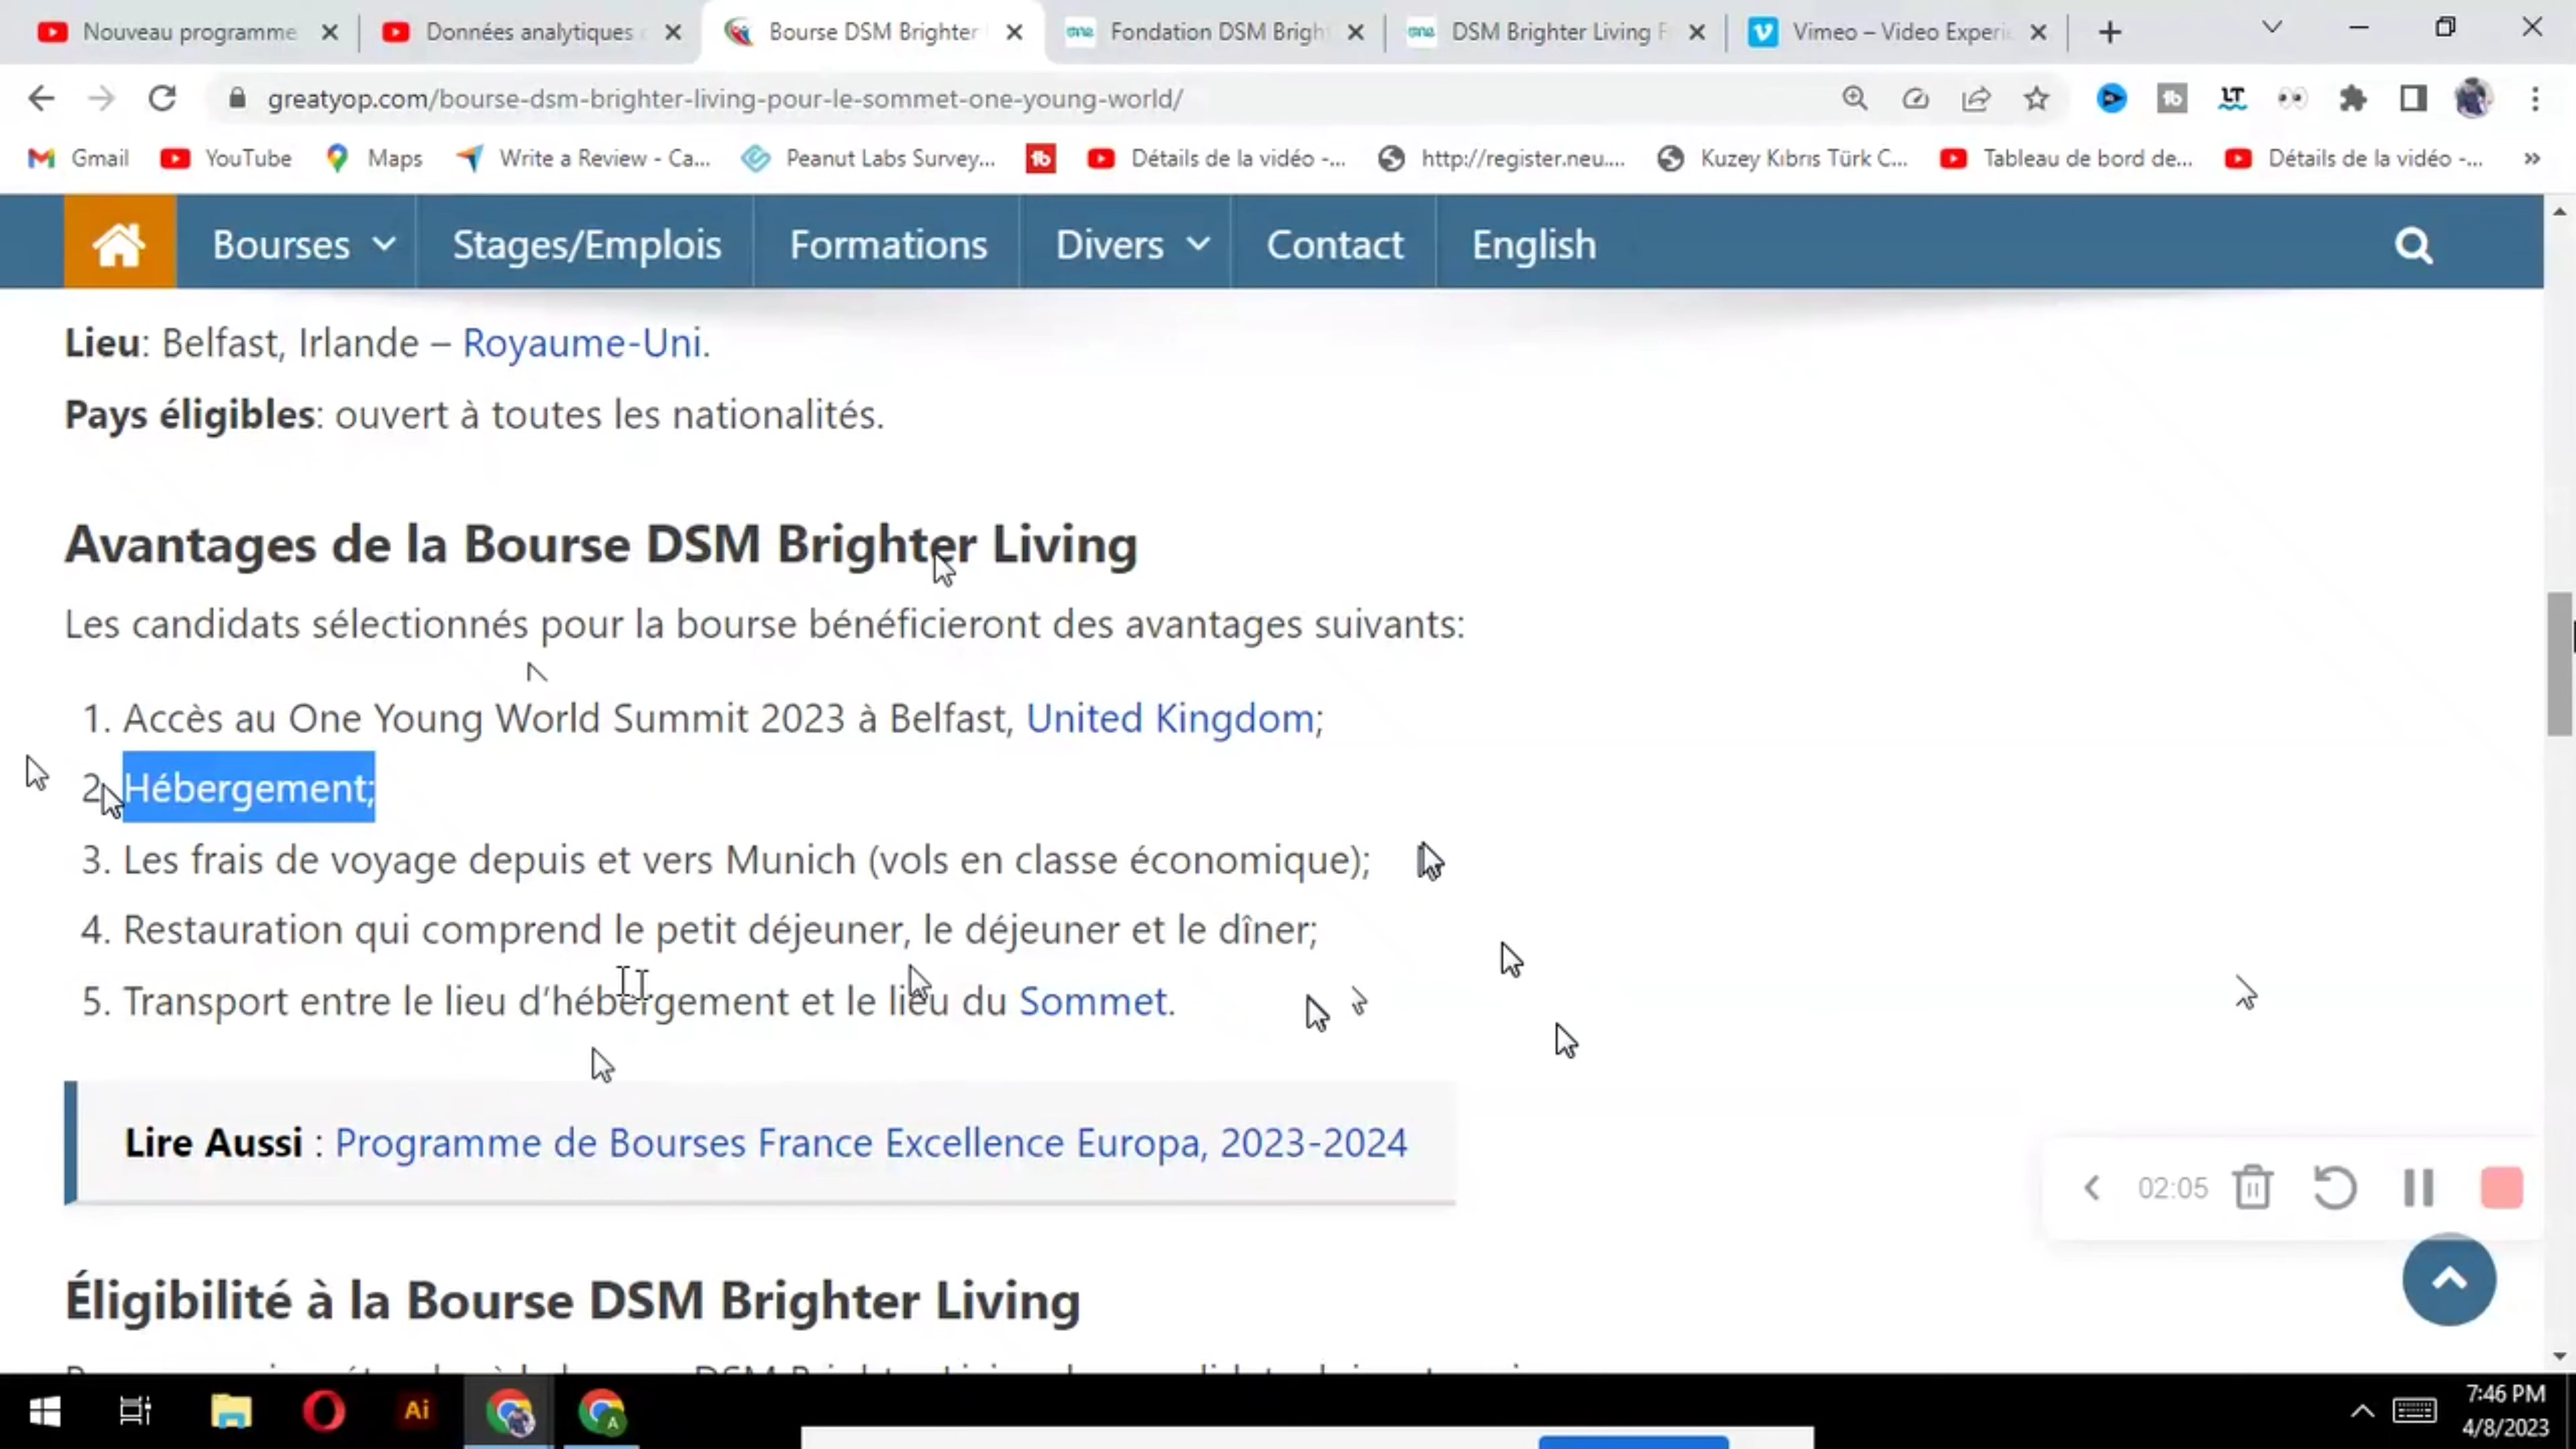 Nouveau programme
Données analytiques
Bourse DSM Brighter
Fondation DSM Brigh
DSM Brighter Living F
Vimeo – Video Experi
greatyop.com/bourse-dsm-brighter-living-pour-le-sommet-one-young-world/
Gmail
YouTube
Maps
Write a Review - Ca...
Peanut Labs Survey...
Détails de la vidéo -...
http://register.neu....
Kuzey Kıbrıs Türk C...
Tableau de bord de...
Détails de la vidéo -...
Bourses
Stages/Emplois
Formations
Divers
Contact
English
Lieu: Belfast, Irlande – Royaume-Uni.
Pays éligibles: ouvert à toutes les nationalités.
Avantages de la Bourse DSM Brighter Living
Les candidats sélectionnés pour la bourse bénéficieront des avantages suivants:
1. Accès au One Young World Summit 2023 à Belfast, United Kingdom;
2. Hébergement;
3. Les frais de voyage depuis et vers Munich (vols en classe économique);
4. Restauration qui comprend le petit déjeuner, le déjeuner et le dîner;
5. Transport entre le lieu d’hébergement et le lieu du Sommet.
Lire Aussi : Programme de Bourses France Excellence Europa, 2023-2024
02:05
Éligibilité à la Bourse DSM Brighter Living
Ai
7:46 PM
4/8/2023